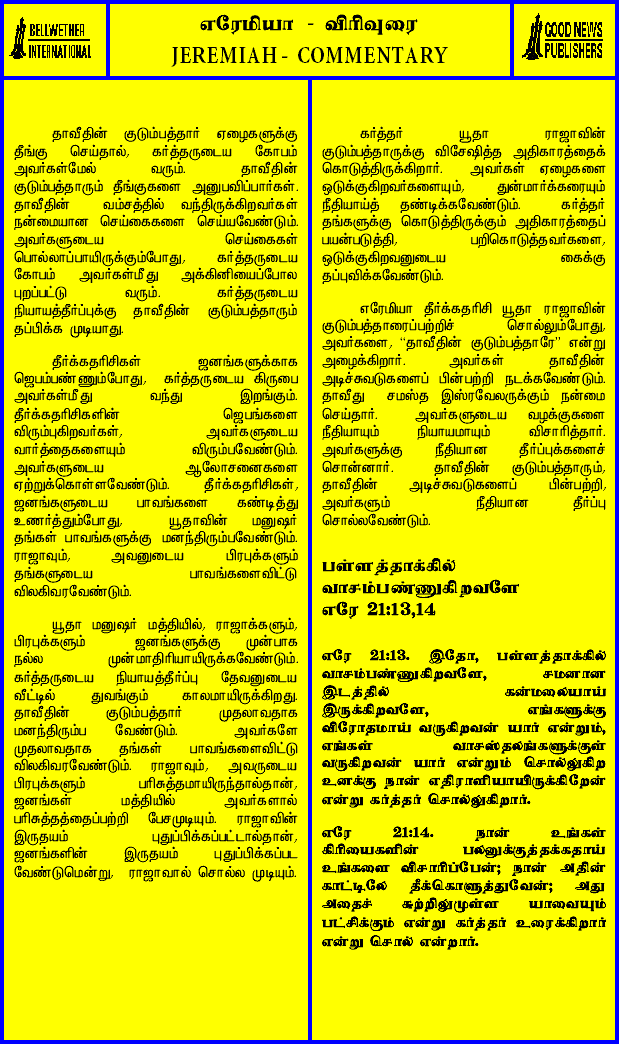 BELLWETHER
INTERNATIONAL
எரேமியா - விரிவுரை
JEREMIAH - COMMENTARY
GOOD NEWS
PUBLISHERS
தாவீதின் குடும்பத்தார் ஏழைகளுக்கு
தீங்கு செய்தால், கர்த்தருடைய கோபம்
அவர்கள்மேல் வரும். தாவீதின்
குடும்பத்தாரும் தீங்குகளை அனுபவிப்பார்கள்.
தாவீதின் வம்சத்தில் வந்திருக்கிறவர்கள்
நன்மையான செய்கைகளை செய்யவேண்டும்.
அவர்களுடைய செய்கைகள்
பொல்லாப்பாயிருக்கும்போது, கர்த்தருடைய
கோபம் அவர்கள்மீது அக்கினியைப்போல
புறப்பட்டு வரும். கர்த்தருடைய
நியாயத்தீர்ப்புக்கு தாவீதின் குடும்பத்தாரும்
தப்பிக்க முடியாது.
தீர்க்கதரிசிகள் ஜனங்களுக்காக
ஜெபம்பண்ணும்போது, கர்த்தருடைய கிருபை
அவர்கள்மீது வந்து இறங்கும்.
தீர்க்கதரிசிகளின் ஜெபங்களை
விரும்புகிறவர்கள், அவர்களுடைய
வார்த்தைகளையும் விரும்பவேண்டும்.
அவர்களுடைய ஆலோசனைகளை
ஏற்றுக்கொள்ளவேண்டும். தீர்க்கதரிசிகள்,
ஜனங்களுடைய பாவங்களை கண்டித்து
உணர்த்தும்போது, யூதாவின் மனுஷர்
தங்கள் பாவங்களுக்கு மனந்திரும்பவேண்டும்.
ராஜாவும், அவனுடைய பிரபுக்களும்
தங்களுடைய பாவங்களைவிட்டு
விலகிவரவேண்டும்.
யூதா மனுஷர் மத்தியில், ராஜாக்களும்,
பிரபுக்களும் ஜனங்களுக்கு முன்பாக
நல்ல முன்மாதிரியாயிருக்கவேண்டும்.
கர்த்தருடைய நியாயத்தீர்ப்பு தேவனுடைய
வீட்டில் துவங்கும் காலமாயிருக்கிறது.
தாவீதின் குடும்பத்தார் முதலாவதாக
மனந்திரும்ப வேண்டும். அவர்களே
முதலாவதாக தங்கள் பாவங்களைவிட்டு
விலகிவரவேண்டும். ராஜாவும், அவருடைய
பிரபுக்களும் பரிசுத்தமாயிருந்தால்தான்,
ஜனங்கள் மத்தியில் அவர்களால்
பரிசுத்தத்தைப்பற்றி பேசமுடியும். ராஜாவின்
இருதயம் புதுப்பிக்கப்பட்டால்தான்,
ஜனங்களின் இருதயம் புதுப்பிக்கப்பட
வேண்டுமென்று, ராஜாவால் சொல்ல முடியும்.
கர்த்தர் யூதா ராஜாவின்
குடும்பத்தாருக்கு விசேஷித்த அதிகாரத்தைக்
கொடுத்திருக்கிறார். அவர்கள் ஏழைகளை
ஒடுக்குகிறவர்களையும், துன்மார்க்கரையும்
நீதியாய்த் தண்டிக்கவேண்டும். கர்த்தர்
தங்களுக்கு கொடுத்திருக்கும் அதிகாரத்தைப்
பயன்படுத்தி, பறிகொடுத்தவர்களை,
ஒடுக்குகிறவனுடைய கைக்கு
தப்புவிக்கவேண்டும்.
எரேமியா தீர்க்கதரிசி யூதா ராஜாவின்
குடும்பத்தாரைப்பற்றிச் சொல்லும்போது,
அவர்களை, “தாவீதின் குடும்பத்தாரே” என்று
அழைக்கிறார். அவர்கள் தாவீதின்
அடிச்சுவடுகளைப் பின்பற்றி நடக்கவேண்டும்.
தாவீது சமஸ்த இஸ்ரவேலருக்கும் நன்மை
செய்தார். அவர்களுடைய வழக்குகளை
நீதியாயும் நியாயமாயும் விசாரித்தார்.
அவர்களுக்கு நீதியான தீர்ப்புக்களைச்
சொன்னார். தாவீதின் குடும்பத்தாரும்,
தாவீதின் அடிச்சுவடுகளைப் பின்பற்றி,
அவர்களும் நீதியான தீர்ப்பு
சொல்லவேண்டும்.
பள்ளத்தாக்கில்
வாசம்பண்ணுகிறவளே
எரே 21:13,14
எரே 21:13. இதோ, பள்ளத்தாக்கில்
வாசம்பண்ணுகிறவளே, சமனான
இடத்தில் கன்மலையாய்
இருக்கிறவளே, எங்களுக்கு
விரோதமாய் வருகிறவன் யார் என்றும்,
எங்கள் வாசஸ்தலங்களுக்குள்
வருகிறவன் யார் என்றும் சொல்லுகிற
உனக்கு நான் எதிராளியாயிருக்கிறேன்
என்று கர்த்தர் சொல்லுகிறார்.
எரே 21:14. நான் உங்கள்
கிரியைகளின் பலனுக்குத்தக்கதாய்
உங்களை விசாரிப்பேன்; நான் அதின்
காட்டிலே தீக்கொளுத்துவேன்; அது
அதைச் சுற்றிலுமுள்ள யாவையும்
பட்சிக்கும் என்று கர்த்தர் உரைக்கிறார்
என்று சொல் என்றார்.